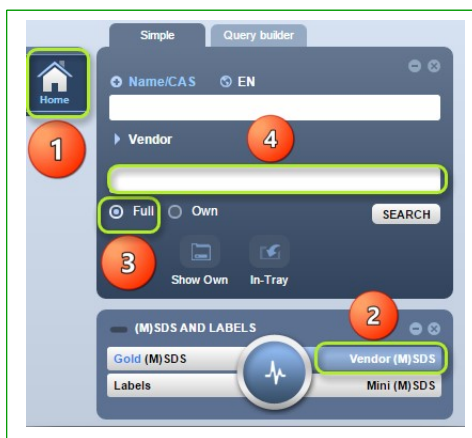 Simple Query builder
Home
Name/CAS EN
1
Vendor
4
Full Own SEARCH
3
Show Own In-Tray
2
(M)SDS AND LABELS
Gold (M)SDS Vendor (M)SDS
Labels Mini (M)SDS